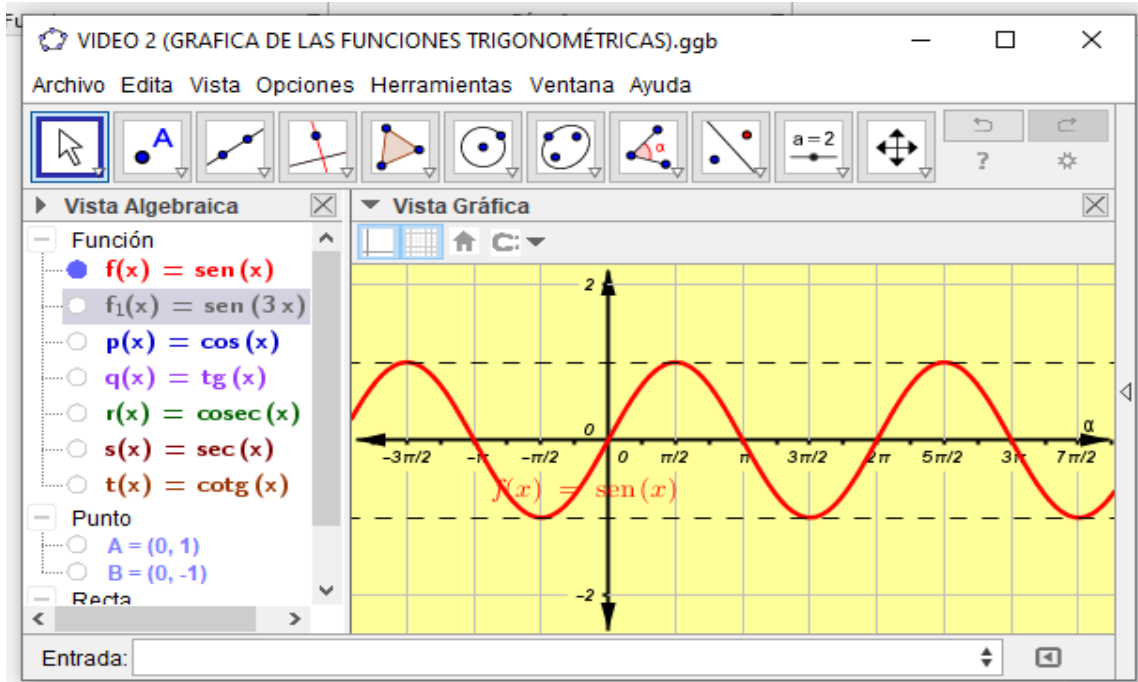 VIDEO 2 (GRAFICA DE LAS FUNCIONES TRIGONOMÉTRICAS).ggb
Archivo Edita Vista Opciones Herramientas Ventana Ayuda
A
α
a = 2
?
Vista Algebraica
Vista Gráfica
Función
f(x) = sen (x)
f₁(x) = sen (3 x)
p(x) = cos (x)
q(x) = tg (x)
r(x) = cosec (x)
s(x) = sec (x)
t(x) = cotg (x)
Punto
A = (0, 1)
B = (0, -1)
Recta
2
0
α
−3π/2 −π −π/2 0 π/2 π 3π/2 2π 5π/2 3π 7π/2
f(x) = sen (x)
−2
Entrada: